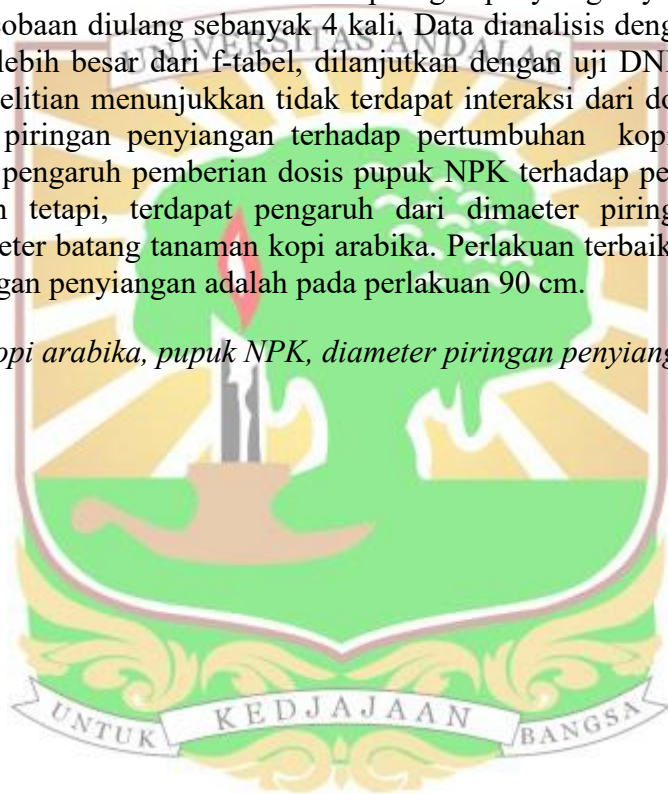 cobaan diulang sebanyak 4 kali. Data dianalisis deng
UNIVERSITAS ANDALAS
lebih besar dari f-tabel, dilanjutkan dengan uji DN
elitian menunjukkan tidak terdapat interaksi dari do
piringan penyiangan terhadap pertumbuhan kopi
pengaruh pemberian dosis pupuk NPK terhadap pe
n tetapi, terdapat pengaruh dari dimaeter piring
eter batang tanaman kopi arabika. Perlakuan terbaik
gan penyiangan adalah pada perlakuan 90 cm.
opi arabika, pupuk NPK, diameter piringan penyiang
UNTUK KEDJAJAAN BANGSA